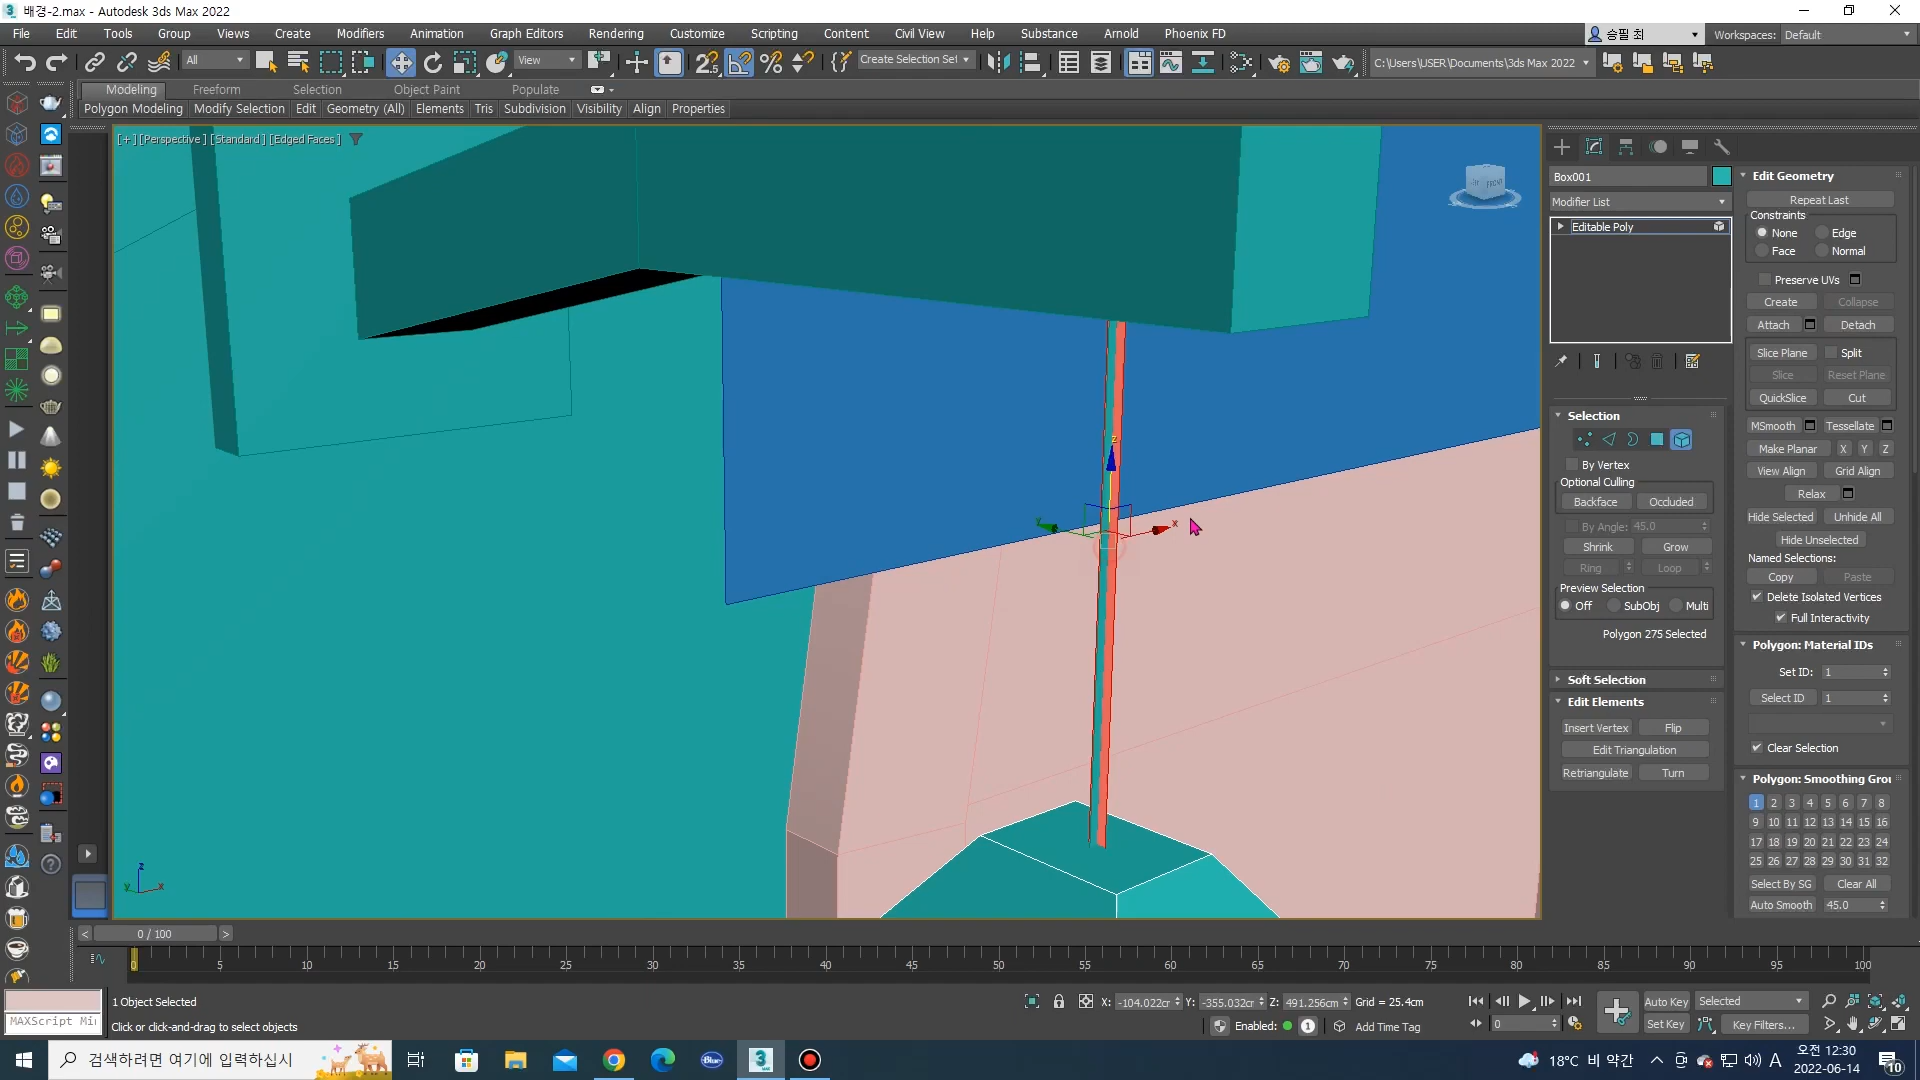 배경-2.max - Autodesk 3ds Max 2022
File Edit Tools Group Views Create Modifiers Animation Graph Editors Rendering Customize Scripting Content Civil View Help Substance Arnold Phoenix FD
승필 최
Workspaces: Default
All
View
Create Selection Set
C:\Users\USER\Documents\3ds Max 2022
Modeling Freeform Selection Object Paint Populate
Polygon Modeling Modify Selection Edit Geometry (All) Elements Tris Subdivision Visibility Align Properties
[+] [Perspective] [Standard] [Edged Faces]
FRONT
z
y
x
z
y
x
Box001
Modifier List
Editable Poly
Selection
By Vertex
Optional Culling
Backface Occluded
By Angle: 45.0
Shrink Grow
Ring Loop
Preview Selection
Off SubObj Multi
Polygon 275 Selected
Soft Selection
Edit Elements
Insert Vertex Flip
Edit Triangulation
Retriangulate Turn
Edit Geometry
Repeat Last
Constraints
None Edge
Face Normal
Preserve UVs
Create Collapse
Attach Detach
Slice Plane Split
Slice Reset Plane
QuickSlice Cut
MSmooth Tessellate
Make Planar X Y Z
View Align Grid Align
Relax
Hide Selected Unhide All
Hide Unselected
Named Selections:
Copy Paste
Delete Isolated Vertices
Full Interactivity
Polygon: Material IDs
Set ID: 1
Select ID 1
Clear Selection
Polygon: Smoothing Grou
1 2 3 4 5 6 7 8
9 10 11 12 13 14 15 16
17 18 19 20 21 22 23 24
25 26 27 28 29 30 31 32
Select By SG Clear All
Auto Smooth 45.0
< 0 / 100 >
0 5 10 15 20 25 30 35 40 45 50 55 60 65 70 75 80 85 90 95 100
MAXScript Mi
1 Object Selected
Click or click-and-drag to select objects
X: -104.022cm Y: -355.032cm Z: 491.256cm Grid = 25.4cm
Enabled: 1 Add Time Tag
0
Auto Key Selected
Set Key Key Filters...
검색하려면 여기에 입력하십시
Blue
3
MAX
18°C 비 약간
A
오전 12:30
2022-06-14
10